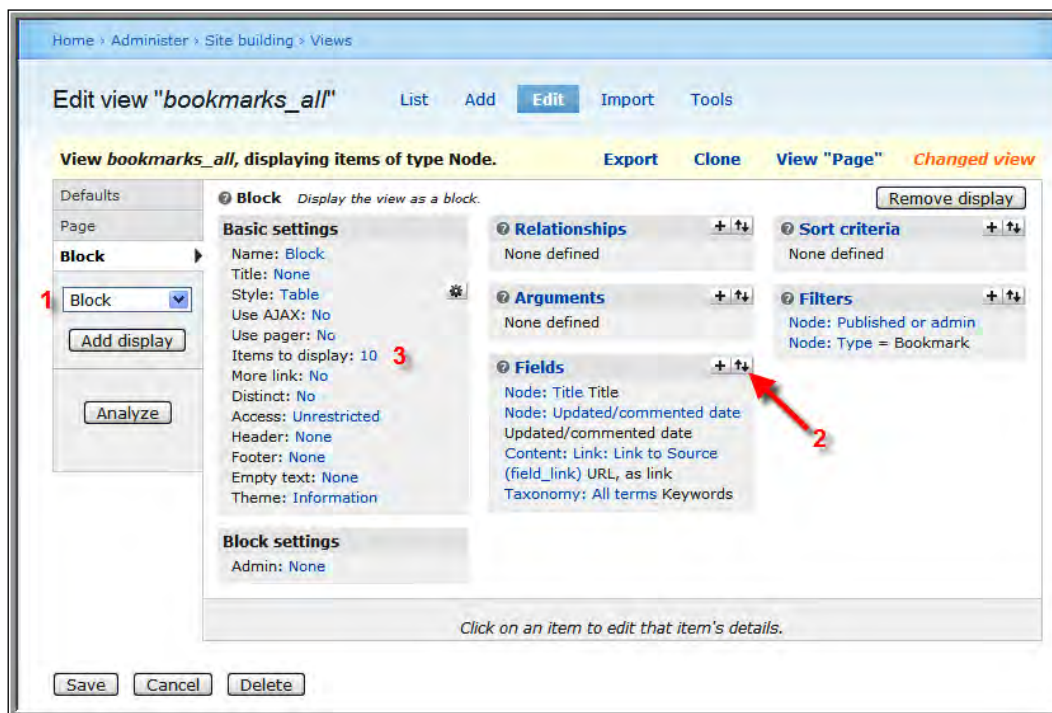 Home › Administer › Site building › Views
Edit view "bookmarks_all"
List Add Edit Import Tools
View bookmarks_all, displaying items of type Node.
Export Clone View "Page" Changed view
Defaults
Page
Block
1
Block
Add display
Analyze
Block Display the view as a block.
Remove display
Basic settings
Name: Block
Title: None
Style: Table
Use AJAX: No
Use pager: No
Items to display: 10 3
More link: No
Distinct: No
Access: Unrestricted
Header: None
Footer: None
Empty text: None
Theme: Information
Block settings
Admin: None
Relationships
None defined
Arguments
None defined
Fields
Node: Title Title
Node: Updated/commented date
Updated/commented date
Content: Link: Link to Source
(field_link) URL, as link
Taxonomy: All terms Keywords
2
Sort criteria
None defined
Filters
Node: Published or admin
Node: Type = Bookmark
Click on an item to edit that item's details.
Save Cancel Delete